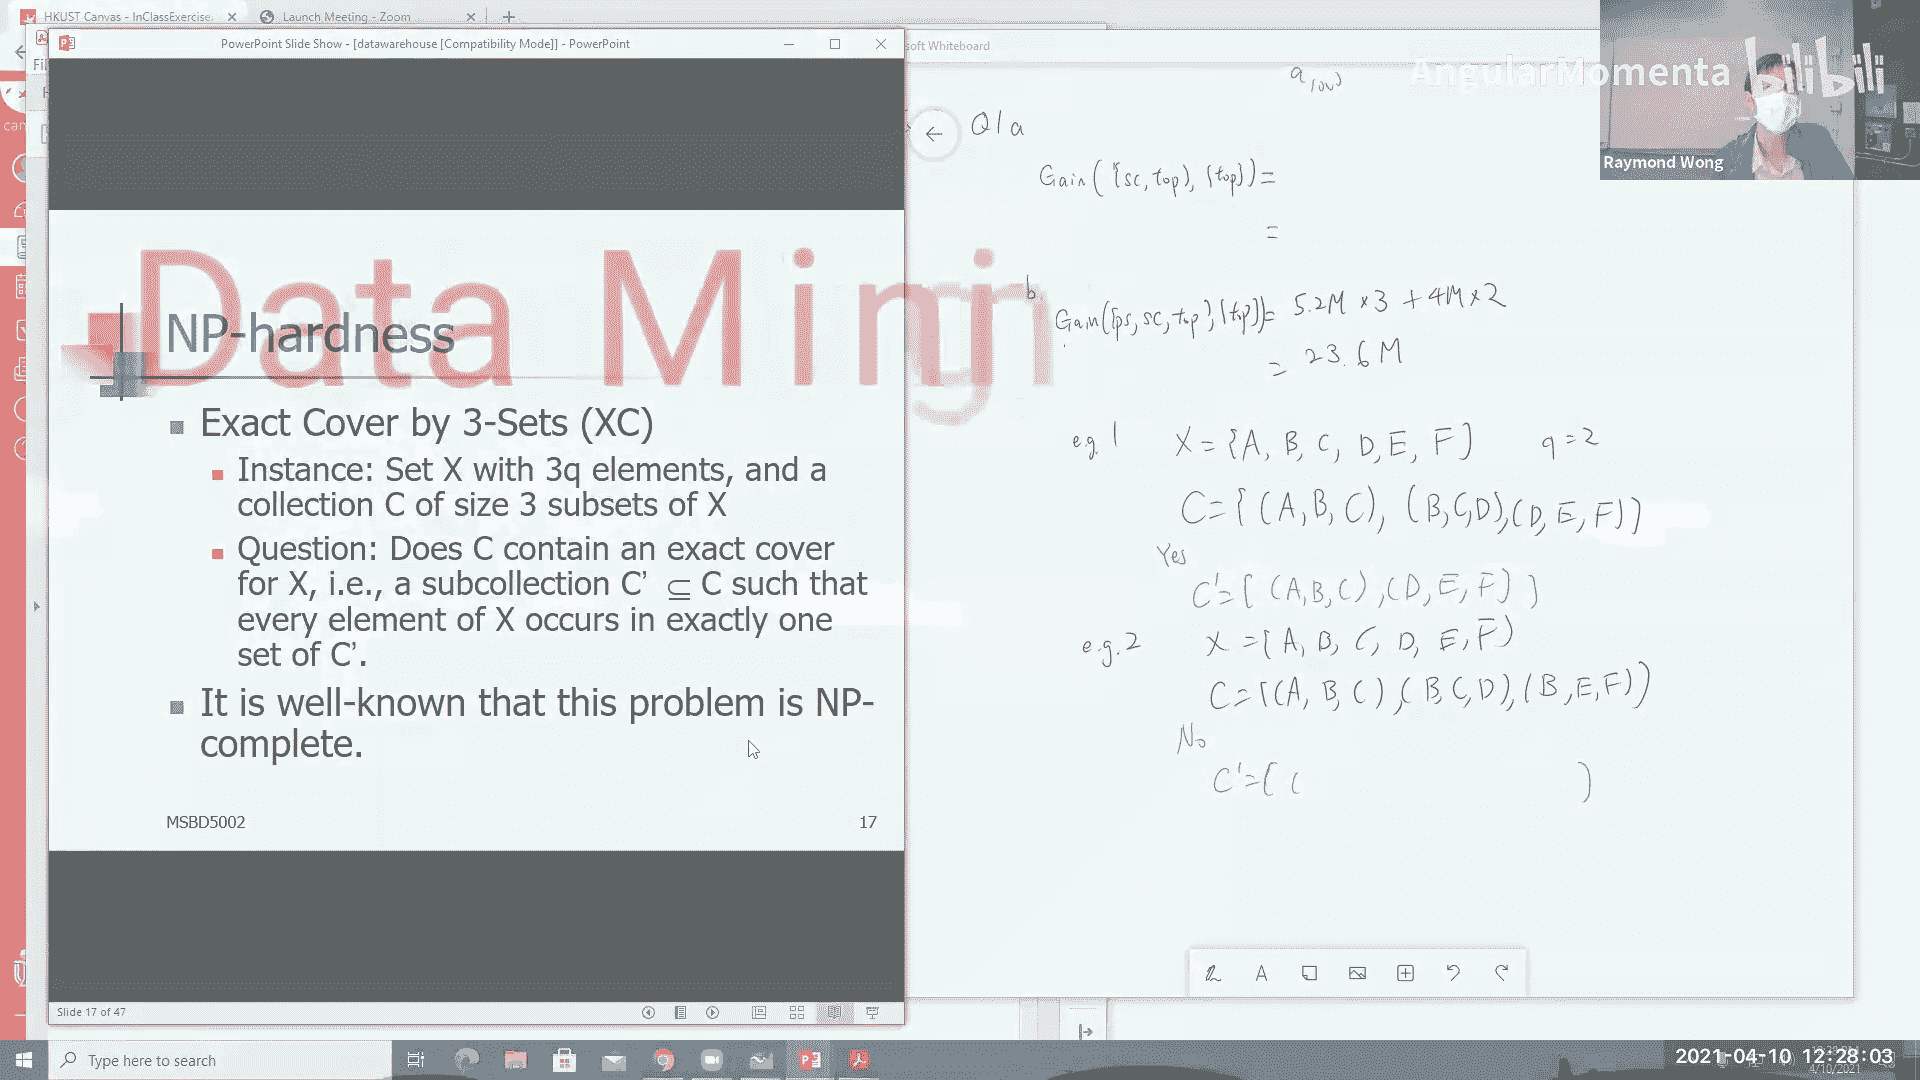 HKUST Canvas - InClassExercise
Launch Meeting - Zoom
PowerPoint Slide Show - [datawarehouse [Compatibility Mode]] - PowerPoint
soft Whiteboard
AngularMomenta bilibili
Raymond Wong
Data Mini
NP-hardness
Exact Cover by 3-Sets (XC)
Instance: Set X with 3q elements, and a
collection C of size 3 subsets of X
Question: Does C contain an exact cover
for X, i.e., a subcollection C' ⊆ C such that
every element of X occurs in exactly one
set of C'.
It is well-known that this problem is NP-
complete.
MSBD5002
17
Slide 17 of 47
Q1a
Gain({sc, top}, {top}) =
=
b.
Gain({ps, sc, top}, {top}) = 5.2M × 3 + 4M × 2
= 23.6M
e.g. 1 X = {A, B, C, D, E, F} q = 2
C = {(A, B, C), (B, C, D), (D, E, F)}
Yes
C' = {(A, B, C), (D, E, F)}
e.g. 2 X = {A, B, C, D, E, F}
C = {(A, B, C), (B, C, D), (B, E, F)}
No
C' = {( }
Type here to search
2021-04-10 12:28:03
4/10/2021